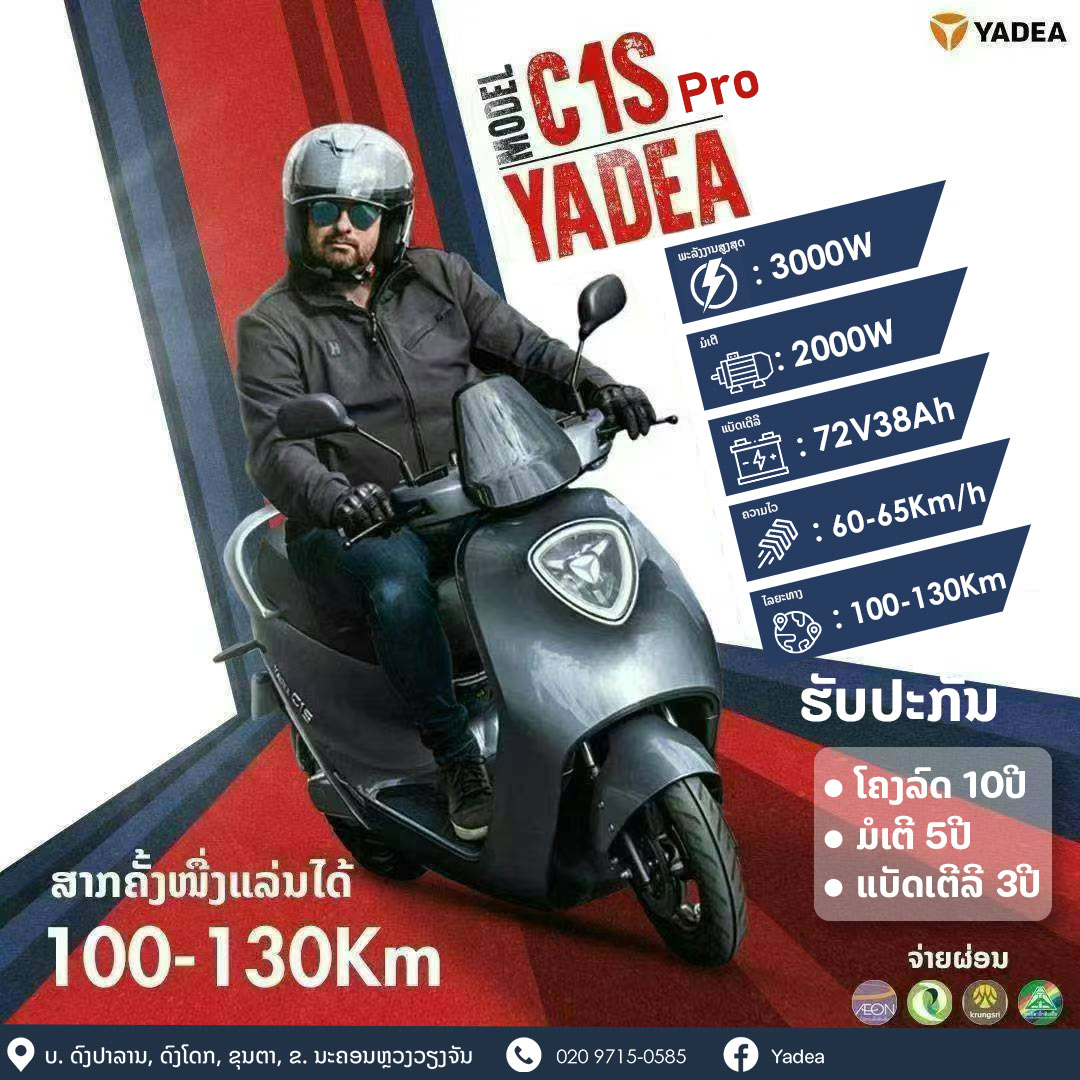 YADEA
MODEL
C1S Pro
YADEA
ພະລັງງານສູງສຸດ
: 3000W
ມໍເຕີ
: 2000W
ແບັດເຕີລີ
: 72V38Ah
ຄວາມໄວ
: 60-65Km/h
ໄລຍະທາງ
: 100-130Km
YADEA C1S
ຮັບປະກັນ
• ໂຄງລົດ 10ປີ
• ມໍເຕີ 5ປີ
• ແບັດເຕີລີ 3ປີ
ສາກຄັ້ງໜຶ່ງແລ່ນໄດ້
100-130Km
ຈ່າຍຜ່ອນ
ÆON
krungsri
ບ. ດົງປາລານ, ດົງໂດກ, ຂຸນຕາ, ຂ. ນະຄອນຫຼວງວຽງຈັນ
020 9715-0585
Yadea